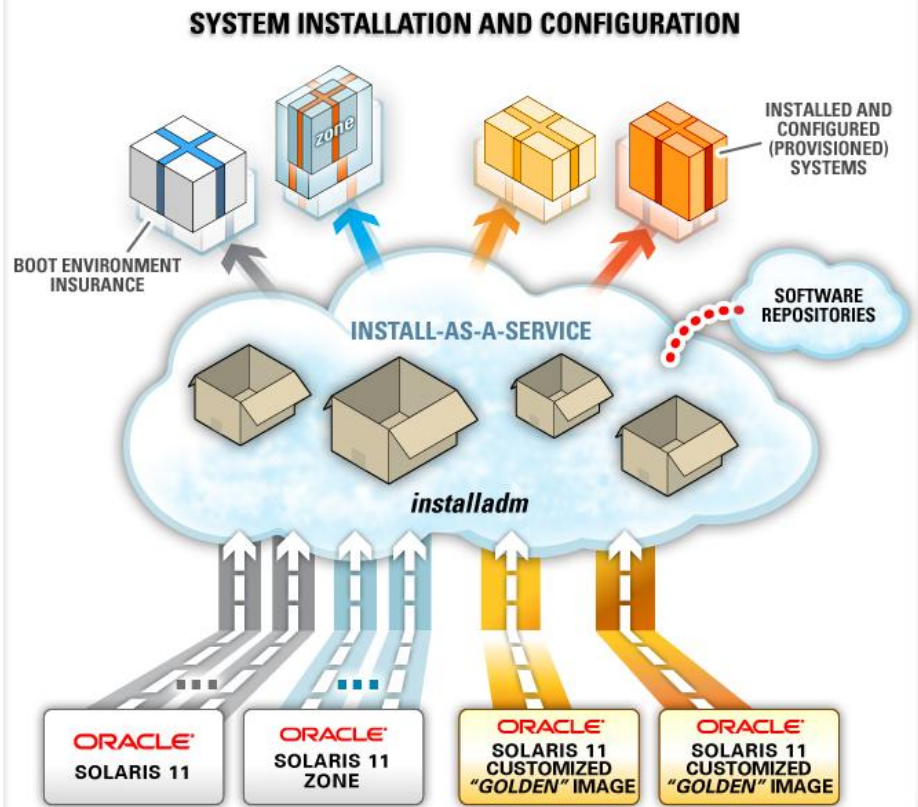 SYSTEM INSTALLATION AND CONFIGURATION
zone
INSTALLED AND
CONFIGURED
(PROVISIONED)
SYSTEMS
BOOT ENVIRONMENT
INSURANCE
SOFTWARE
REPOSITORIES
INSTALL-AS-A-SERVICE
installadm
ORACLE®
SOLARIS 11
ORACLE®
SOLARIS 11
ZONE
ORACLE®
SOLARIS 11
CUSTOMIZED
"GOLDEN" IMAGE
ORACLE®
SOLARIS 11
CUSTOMIZED
"GOLDEN" IMAGE